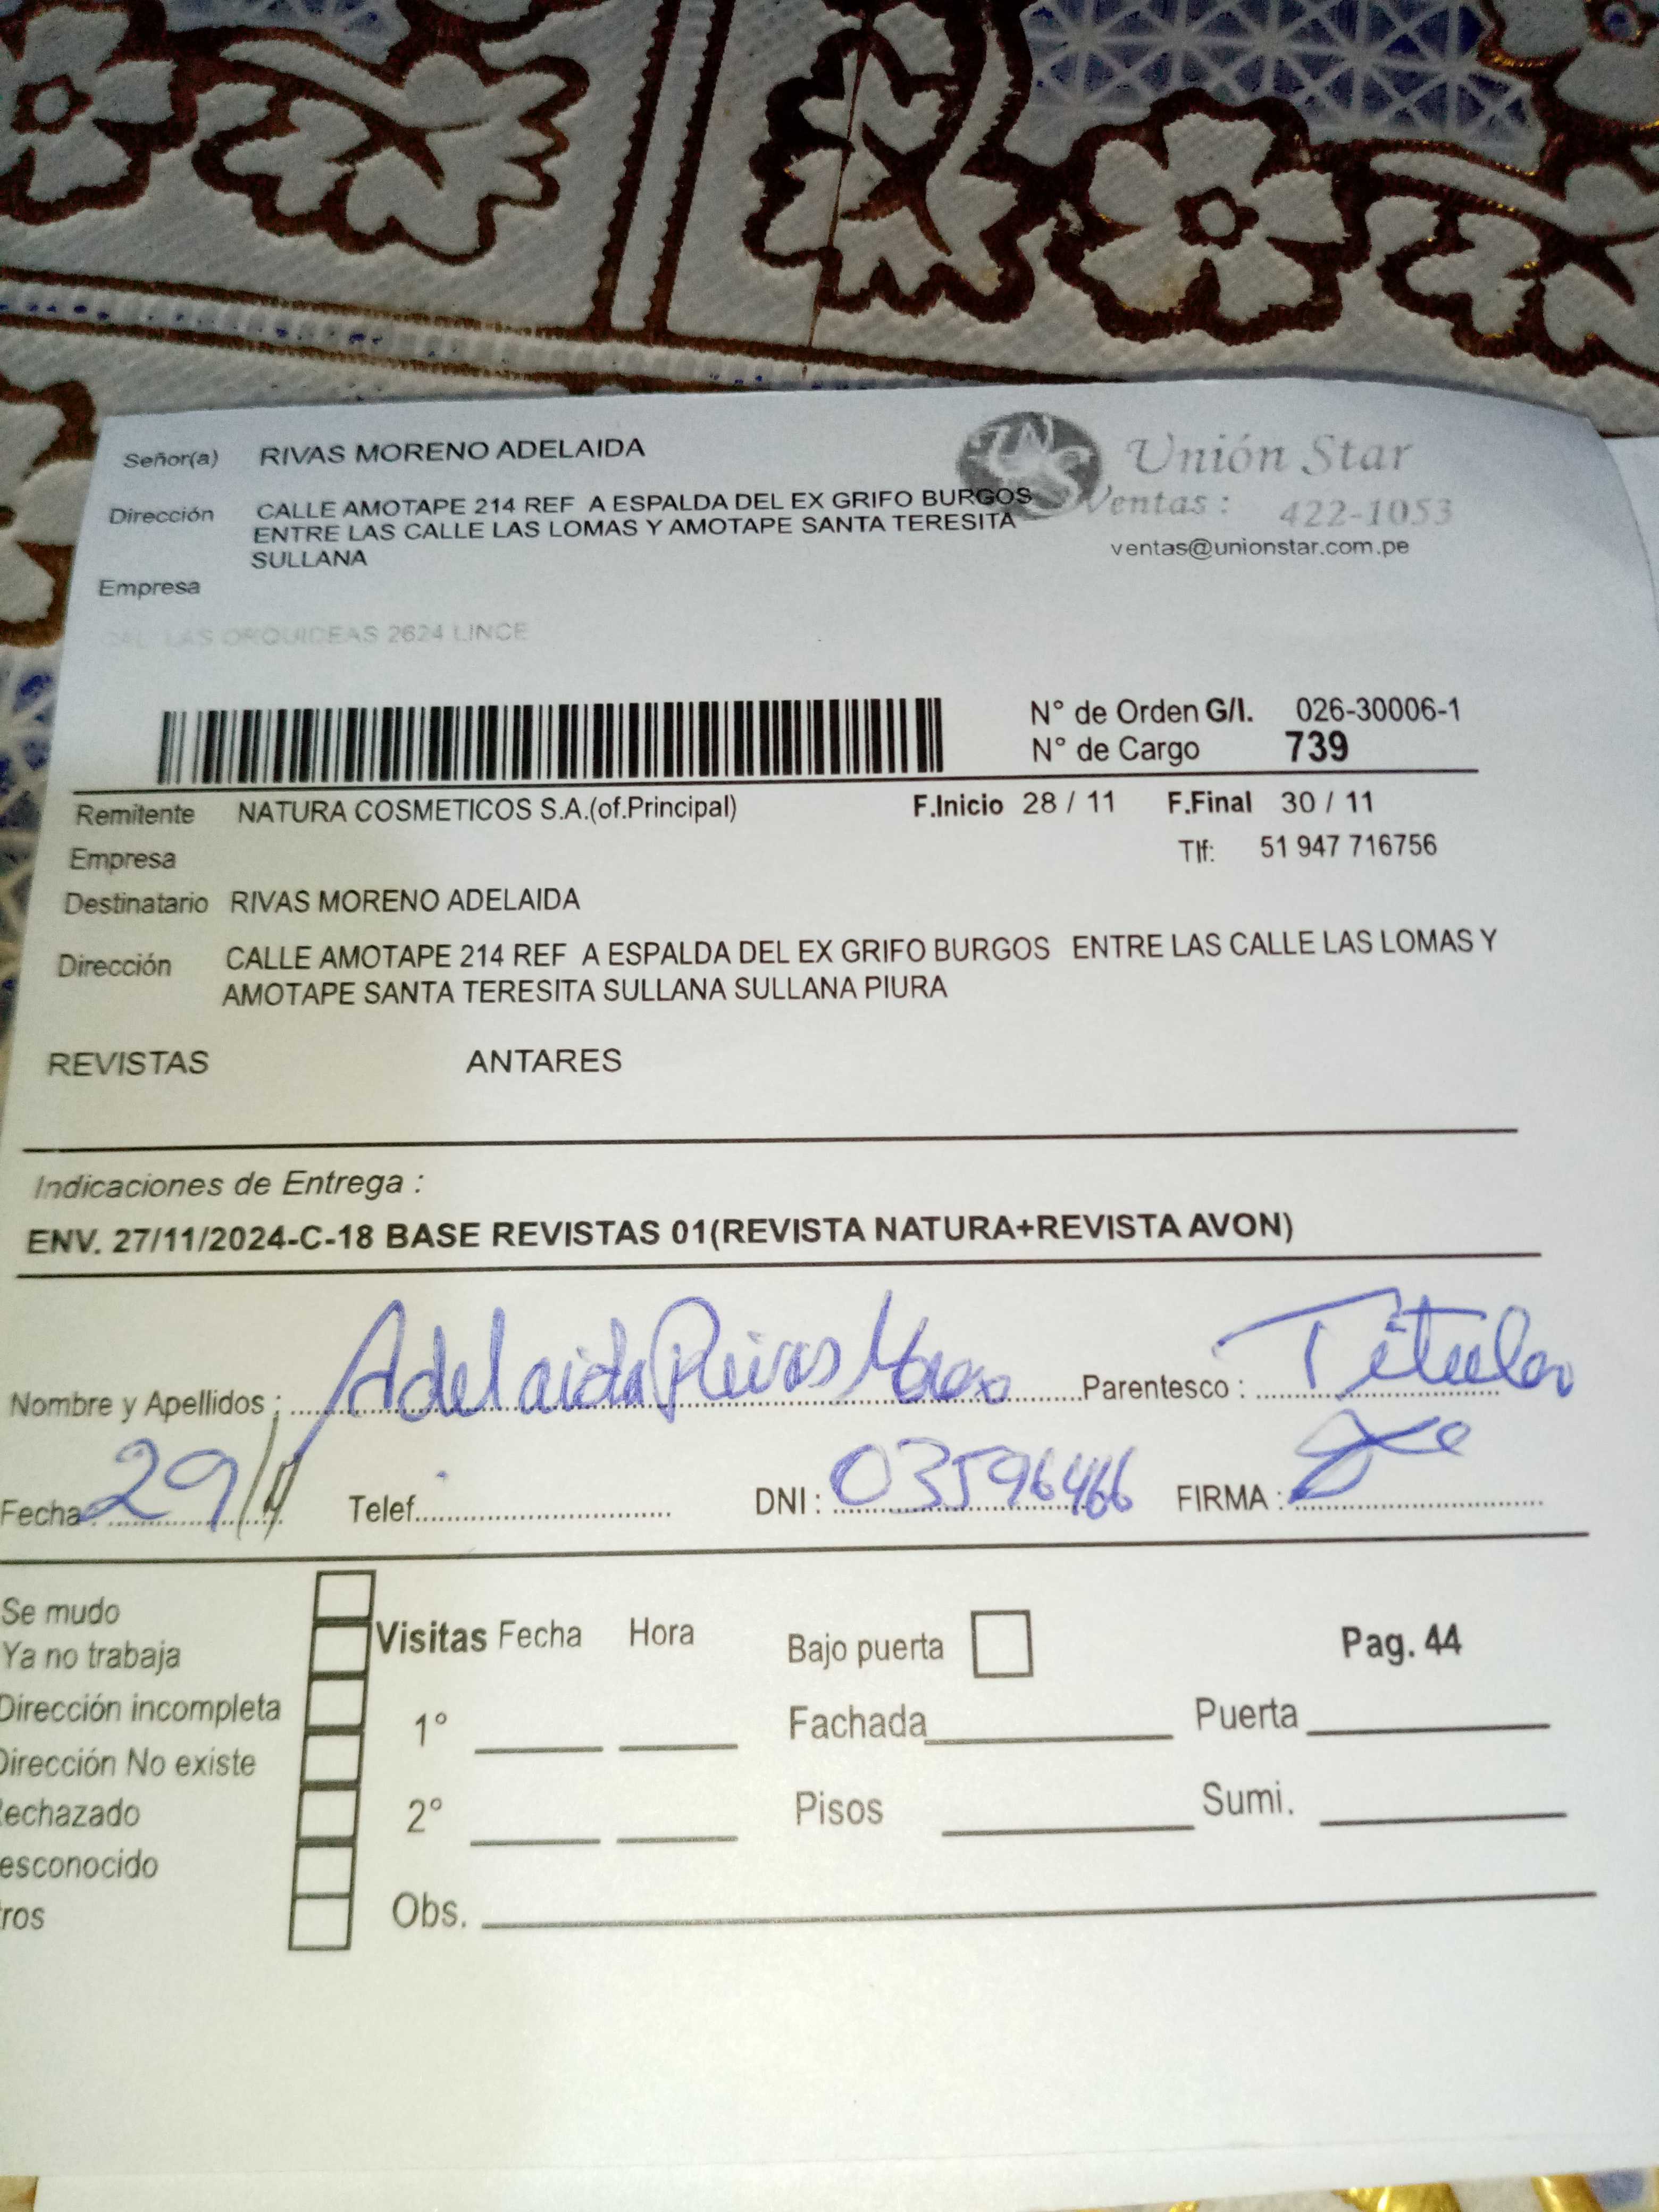 Señor(a) RIVAS MORENO ADELAIDA
Unión Star
Dirección CALLE AMOTAPE 214 REF A ESPALDA DEL EX GRIFO BURGOS
ENTRE LAS CALLE LAS LOMAS Y AMOTAPE SANTA TERESITA
SULLANA
Ventas : 422-1053
ventas@unionstar.com.pe
Empresa
CAL LAS ORQUIDEAS 2624 LINCE
N° de Orden G/I. 026-30006-1
N° de Cargo 739
Remitente NATURA COSMETICOS S.A.(of.Principal) F.Inicio 28 / 11 F.Final 30 / 11
Empresa Tlf: 51 947 716756
Destinatario RIVAS MORENO ADELAIDA
Dirección CALLE AMOTAPE 214 REF A ESPALDA DEL EX GRIFO BURGOS ENTRE LAS CALLE LAS LOMAS Y
AMOTAPE SANTA TERESITA SULLANA SULLANA PIURA
REVISTAS ANTARES
Indicaciones de Entrega :
ENV. 27/11/2024-C-18 BASE REVISTAS 01(REVISTA NATURA+REVISTA AVON)
Nombre y Apellidos : Adelaida Rivas Moreno Parentesco : Titular
Fecha : 29/11 Telef. DNI : 03596466 FIRMA :
Se mudo
Ya no trabaja
Dirección incompleta
Dirección No existe
Rechazado
esconocido
tros
Visitas Fecha Hora
1°
2°
Obs.
Bajo puerta
Pag. 44
Fachada Puerta
Pisos Sumi.